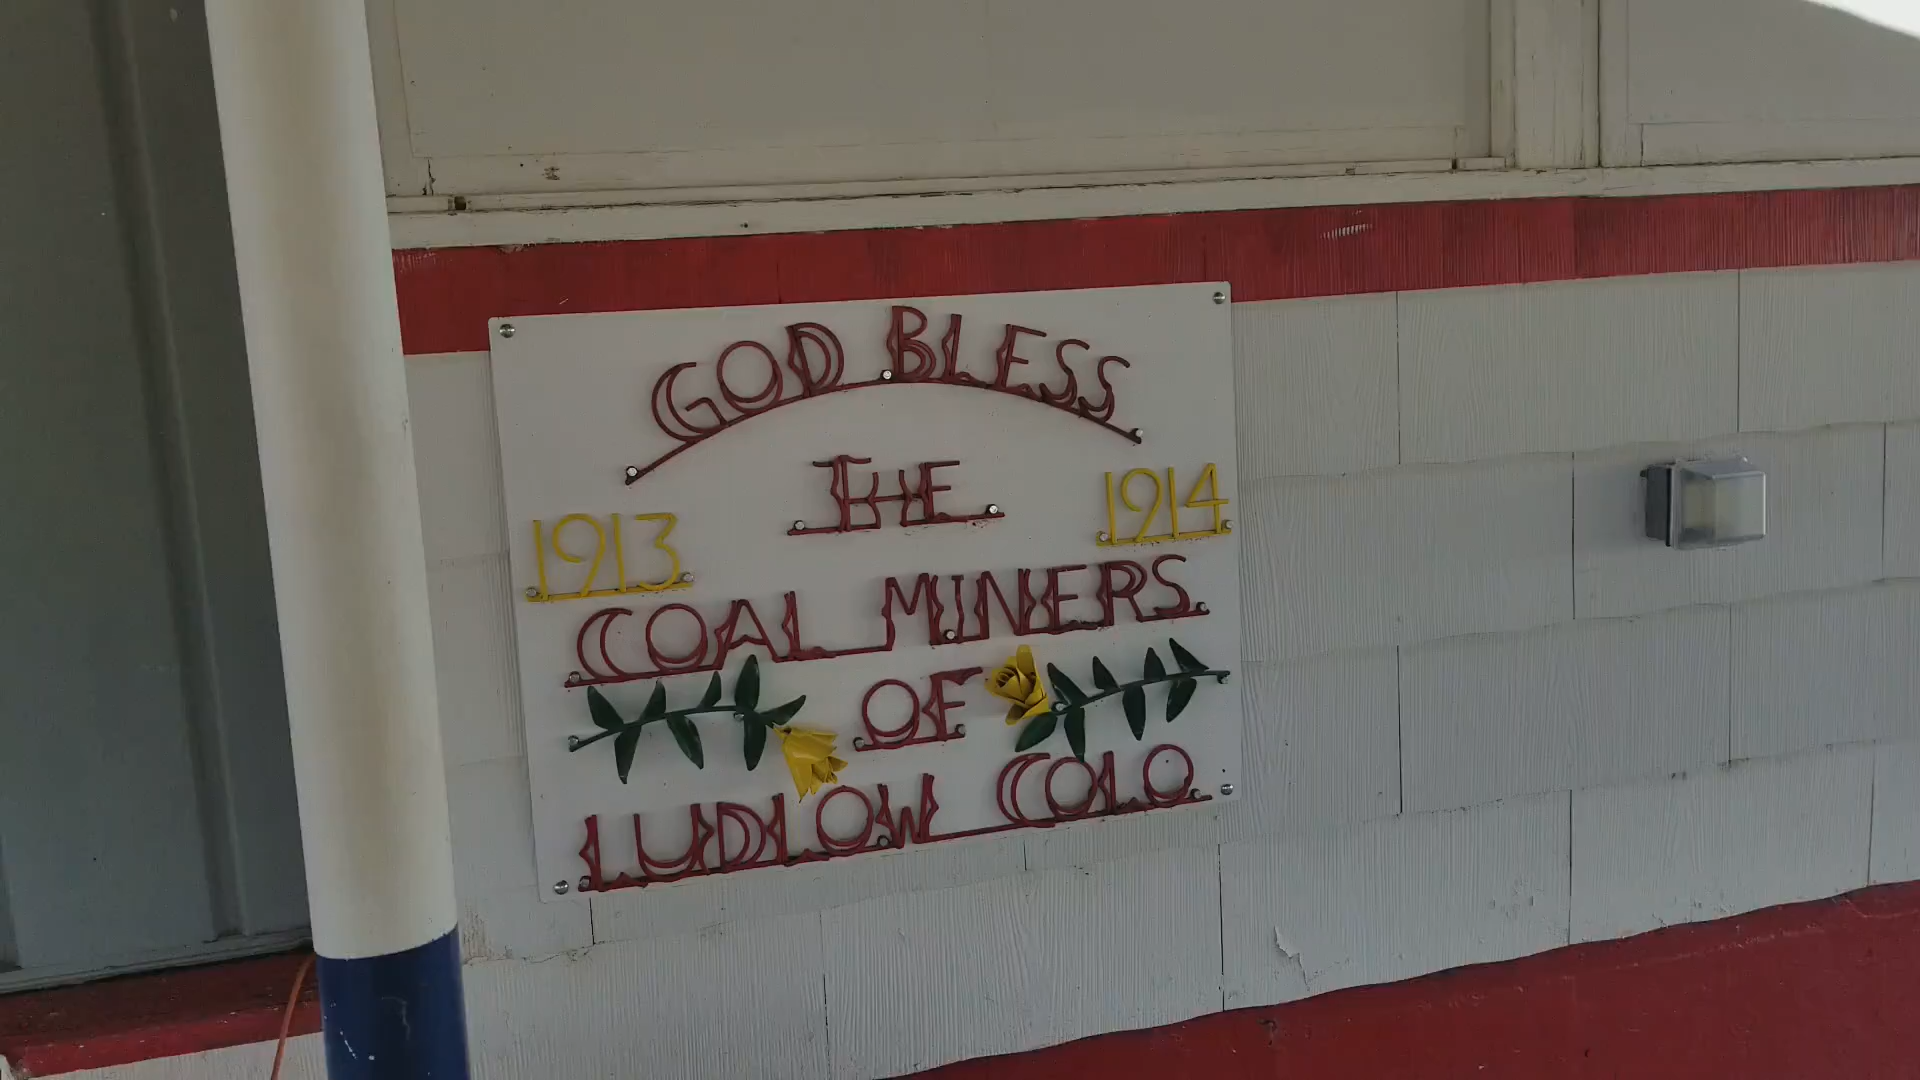 GOD BLESS
THE
1913 1914
COAL MINERS
OF
LUDLOW COLO